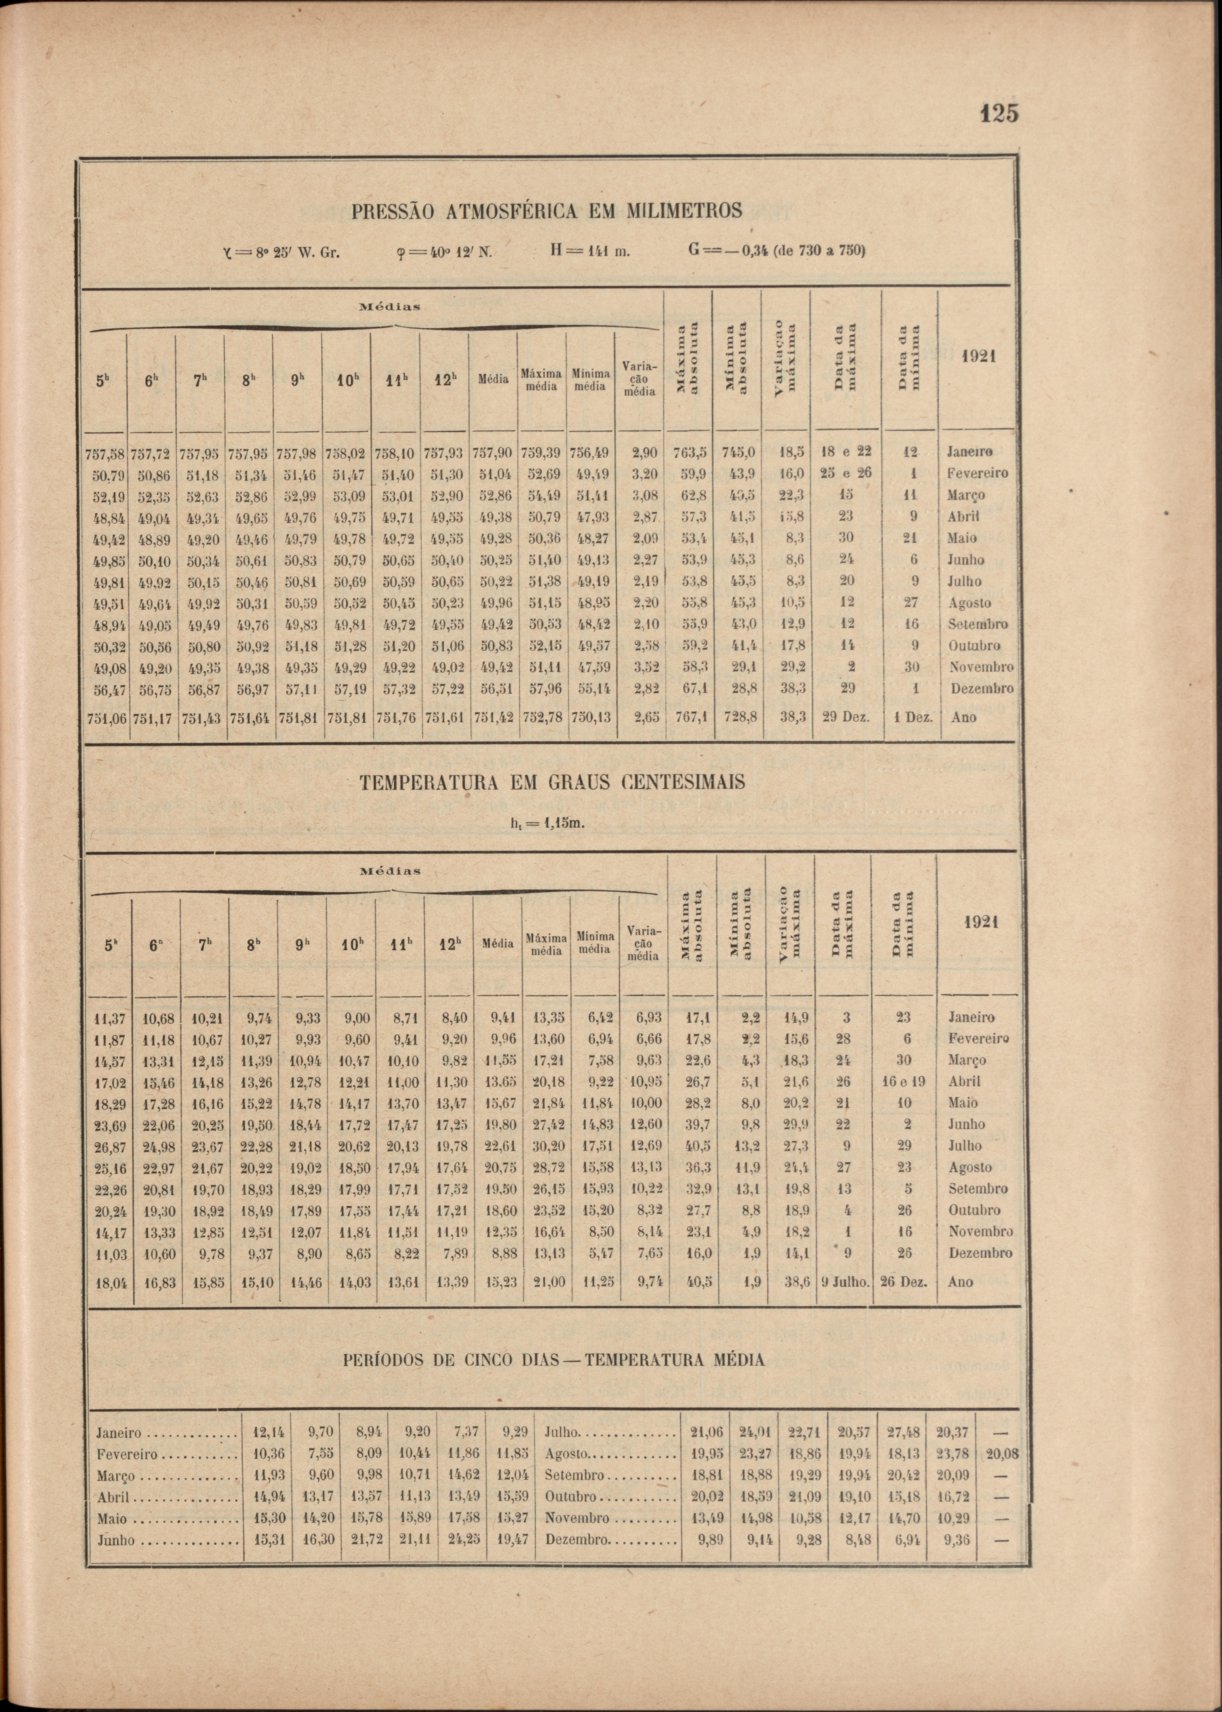 125
PRESSÃO ATMOSFÉRICA EM MILIMETROS
= 8º 25′ W. Gr. φ = 40º 12′ N. H = 141 m. G = — 0,34 (de 730 a 750)
Médias
5h 6h 7h 8h 9h 10h 11h 12h Média Máxima média Mínima média Varia-ção média Máxima absoluta Mínima absoluta Variação máxima Data da máxima Data da mínima 1921
757,58 757,72 757,95 757,95 757,98 758,02 758,10 757,93 757,90 759,39 756,49 2,90 763,5 745,0 18,5 18 e 22 12 Janeiro
50,79 50,86 51,18 51,34 51,46 51,47 51,40 51,30 51,04 52,69 49,49 3,20 59,9 43,9 16,0 25 e 26 1 Fevereiro
52,19 52,35 52,63 52,86 52,99 53,09 53,01 52,90 52,86 54,49 51,41 3,08 62,8 40,5 22,3 15 11 Março
48,84 49,04 49,34 49,65 49,76 49,75 49,71 49,55 49,38 50,79 47,93 2,87 57,3 41,5 15,8 23 9 Abril
49,42 48,89 49,20 49,46 49,79 49,78 49,72 49,55 49,28 50,36 48,27 2,09 53,4 45,1 8,3 30 21 Maio
49,85 50,10 50,34 50,61 50,83 50,79 50,65 50,40 50,25 51,40 49,13 2,27 53,9 45,3 8,6 24 6 Junho
49,81 49,92 50,15 50,46 50,81 50,69 50,59 50,65 50,22 51,38 49,19 2,19 53,8 45,5 8,3 20 9 Julho
49,51 49,64 49,92 50,31 50,59 50,52 50,45 50,23 49,96 51,15 48,95 2,20 55,8 45,3 10,5 12 27 Agosto
48,94 49,05 49,49 49,76 49,83 49,81 49,72 49,55 49,42 50,53 48,42 2,10 55,9 43,0 12,9 12 16 Setembro
50,32 50,56 50,80 50,92 51,18 51,28 51,20 51,06 50,83 52,15 49,57 2,58 59,2 41,4 17,8 14 9 Outubro
49,08 49,20 49,35 49,38 49,35 49,29 49,22 49,02 49,42 51,11 47,59 3,52 58,3 29,1 29,2 2 30 Novembro
56,47 56,75 56,87 56,97 57,11 57,19 57,32 57,22 56,51 57,96 55,14 2,82 67,1 28,8 38,3 29 1 Dezembro
751,06 751,17 751,43 751,64 751,81 751,81 751,76 751,61 751,42 752,78 750,13 2,65 767,1 728,8 38,3 29 Dez. 1 Dez. Ano
TEMPERATURA EM GRAUS CENTESIMAIS
ht = 1,15m.
Médias
5h 6h 7h 8h 9h 10h 11h 12h Média Máxima média Mínima média Varia-ção média Máxima absoluta Mínima absoluta Variação máxima Data da máxima Data da mínima 1921
11,37 10,68 10,21 9,74 9,33 9,00 8,71 8,40 9,41 13,35 6,42 6,93 17,1 2,2 14,9 3 23 Janeiro
11,87 11,18 10,67 10,27 9,93 9,60 9,41 9,20 9,96 13,60 6,94 6,66 17,8 2,2 15,6 28 6 Fevereiro
14,57 13,31 12,15 11,39 10,94 10,47 10,10 9,82 11,55 17,21 7,58 9,63 22,6 4,3 18,3 24 30 Março
17,02 15,46 14,18 13,26 12,78 12,21 11,00 11,30 13,65 20,18 9,22 10,95 26,7 5,1 21,6 26 16 e 19 Abril
18,29 17,28 16,16 15,22 14,78 14,17 13,70 13,47 15,67 21,84 11,84 10,00 28,2 8,0 20,2 21 10 Maio
23,69 22,06 20,25 19,50 18,44 17,72 17,47 17,25 19,80 27,42 14,83 12,60 39,7 9,8 29,9 22 2 Junho
26,87 24,98 23,67 22,28 21,18 20,62 20,13 19,78 22,61 30,20 17,51 12,69 40,5 13,2 27,3 9 29 Julho
25,16 22,97 21,67 20,22 19,02 18,50 17,94 17,64 20,75 28,72 15,58 13,13 36,3 11,9 24,4 27 23 Agosto
22,26 20,81 19,70 18,93 18,29 17,99 17,71 17,52 19,50 26,15 15,93 10,22 32,9 13,1 19,8 13 5 Setembro
20,24 19,30 18,92 18,49 17,89 17,55 17,44 17,21 18,60 23,52 15,20 8,32 27,7 8,8 18,9 4 26 Outubro
14,17 13,33 12,85 12,51 12,07 11,84 11,51 11,19 12,35 16,64 8,50 8,14 23,1 4,9 18,2 1 16 Novembro
11,03 10,60 9,78 9,37 8,90 8,65 8,22 7,89 8,88 13,13 5,47 7,65 16,0 1,9 14,1 9 26 Dezembro
18,04 16,83 15,85 15,10 14,46 14,03 13,61 13,39 15,23 21,00 11,25 9,74 40,5 1,9 38,6 9 Julho. 26 Dez. Ano
PERÍODOS DE CINCO DIAS — TEMPERATURA MÉDIA
Janeiro ............. 12,14 9,70 8,94 9,20 7,37 9,29 Julho.............. 21,06 24,01 22,71 20,57 27,48 20,37 —
Fevereiro ........... 10,36 7,55 8,09 10,44 11,86 11,85 Agosto............. 19,95 23,27 18,86 19,94 18,13 23,78 20,08
Março .............. 11,93 9,60 9,98 10,71 14,62 12,04 Setembro .......... 18,81 18,88 19,29 19,94 20,42 20,09 —
Abril ............... 14,94 13,17 13,57 11,13 13,49 15,59 Outubro ........... 20,02 18,59 21,09 19,10 15,18 16,72 —
Maio ............... 15,30 14,20 15,78 15,89 17,58 15,27 Novembro ......... 13,49 14,98 10,58 12,17 14,70 10,29 —
Junho .............. 15,31 16,30 21,72 21,11 24,25 19,47 Dezembro.......... 9,89 9,14 9,28 8,48 6,94 9,36 —